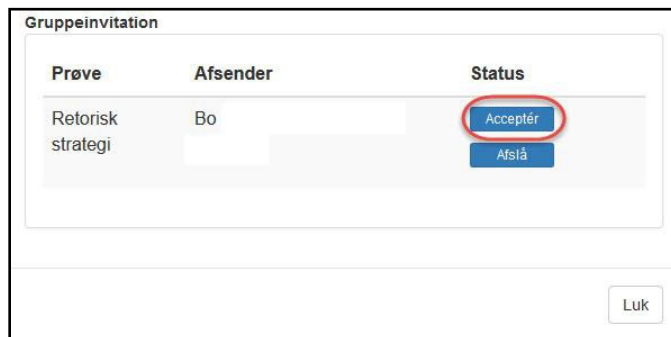 Gruppeinvitation
Prøve Afsender Status
Retorisk Bo Acceptér
strategi
Afslå
Luk